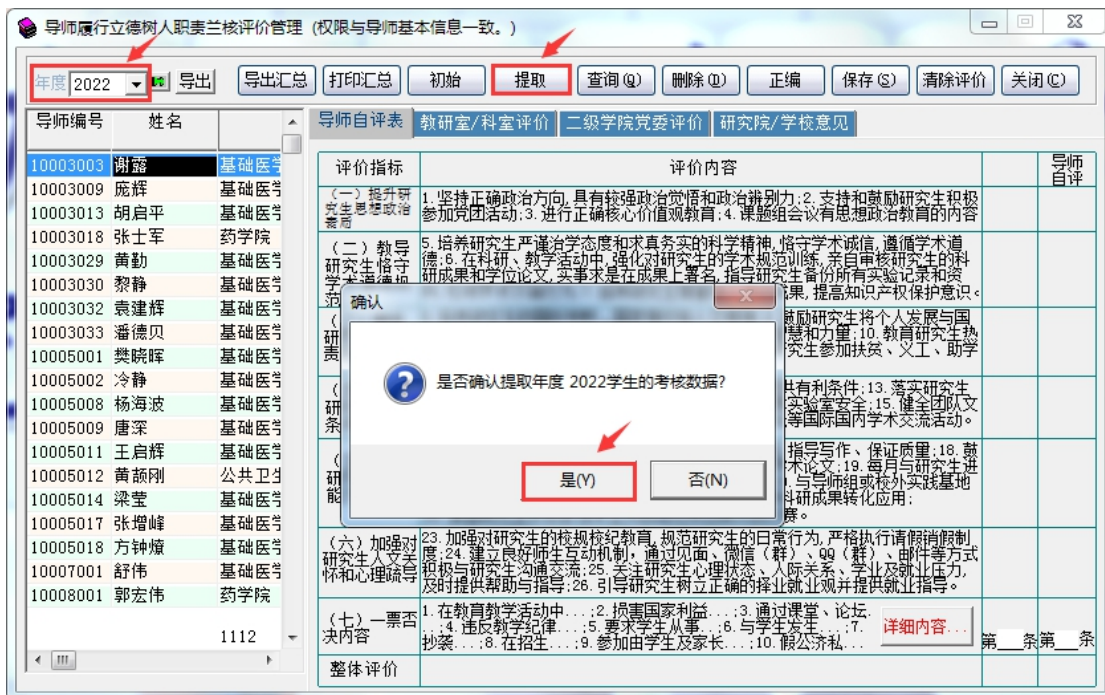 导师履行立德树人职责兰核评价管理 (权限与导师基本信息一致。)
年度 2022 导出 导出汇总 打印汇总 初始 提取 查询(Q) 删除(D) 正编 保存(S) 清除评价 关闭(C)
导师编号 姓名
导师自评表 教研室/科室评价 二级学院党委评价 研究院/学校意见
10003003 谢露 基础医学
10003009 庞辉 基础医学
10003013 胡启平 基础医学
10003018 张士军 药学院
10003029 黄勤 基础医学
10003030 黎静 基础医学
10003032 袁建辉 基础医学
10003033 潘德贝 基础医学
10005001 樊晓晖 基础医学
10005002 冷静 基础医学
10005008 杨海波 基础医学
10005009 唐深 基础医学
10005011 王启辉 基础医学
10005012 黄颉刚 公共卫生
10005014 梁莹 基础医学
10005017 张增峰 基础医学
10005018 方钟燎 基础医学
10007001 舒伟 基础医学
10008001 郭宏伟 药学院
1112
评价指标 评价内容 导师自评
(一) 提升研究生思想政治素质
1.坚持正确政治方向,具有较强政治觉悟和政治辨别力;2.支持和鼓励研究生积极
参加党团活动;3.进行正确核心价值观教育;4.课题组会议有思想政治教育的内容
(二) 教导研究生恪守学术道德规范
5.培养研究生严谨治学态度和求真务实的科学精神,恪守学术诚信,遵循学术道
德;6.在科研、教学活动中,强化对研究生的学术规范训练,亲自审核研究生的科
研成果和学位论文,实事求是在成果上署名,指导研究生备份所有实验记录和资
果,提高知识产权保护意识。
鼓励研究生将个人发展与国
慧和力量;10.教育研究生热
究生参加扶贫、义工、助学
共有利条件;13.落实研究生
实验室安全;15.健全团队文
等国际国内学术交流活动。
指导写作、保证质量;18.鼓
术论文;19.每月与研究生进
与导师组或校外实践基地
科研成果转化应用;
赛。
确认
是否确认提取年度 2022学生的考核数据?
是(Y) 否(N)
(六) 加强对研究生人文关怀和心理疏导
23.加强对研究生的校规校纪教育,规范研究生的日常行为,严格执行请假销假制
度;24.建立良好师生互动机制,通过见面、微信(群)、QQ(群)、邮件等方式
积极与研究生沟通交流;25.关注研究生心理状态、人际关系、学业及就业压力,
及时提供帮助与指导;26.引导研究生树立正确的择业就业观并提供就业指导。
(七) 一票否决内容
1.在教育教学活动中...;2.损害国家利益...;3.通过课堂、论坛.
..;4.违反教学纪律...;5.要求学生从事...;6.与学生发生...;7.
抄袭...;8.在招生...;9.参加由学生及家长...;10.假公济私...
详细内容...
第___条 第___条
整体评价